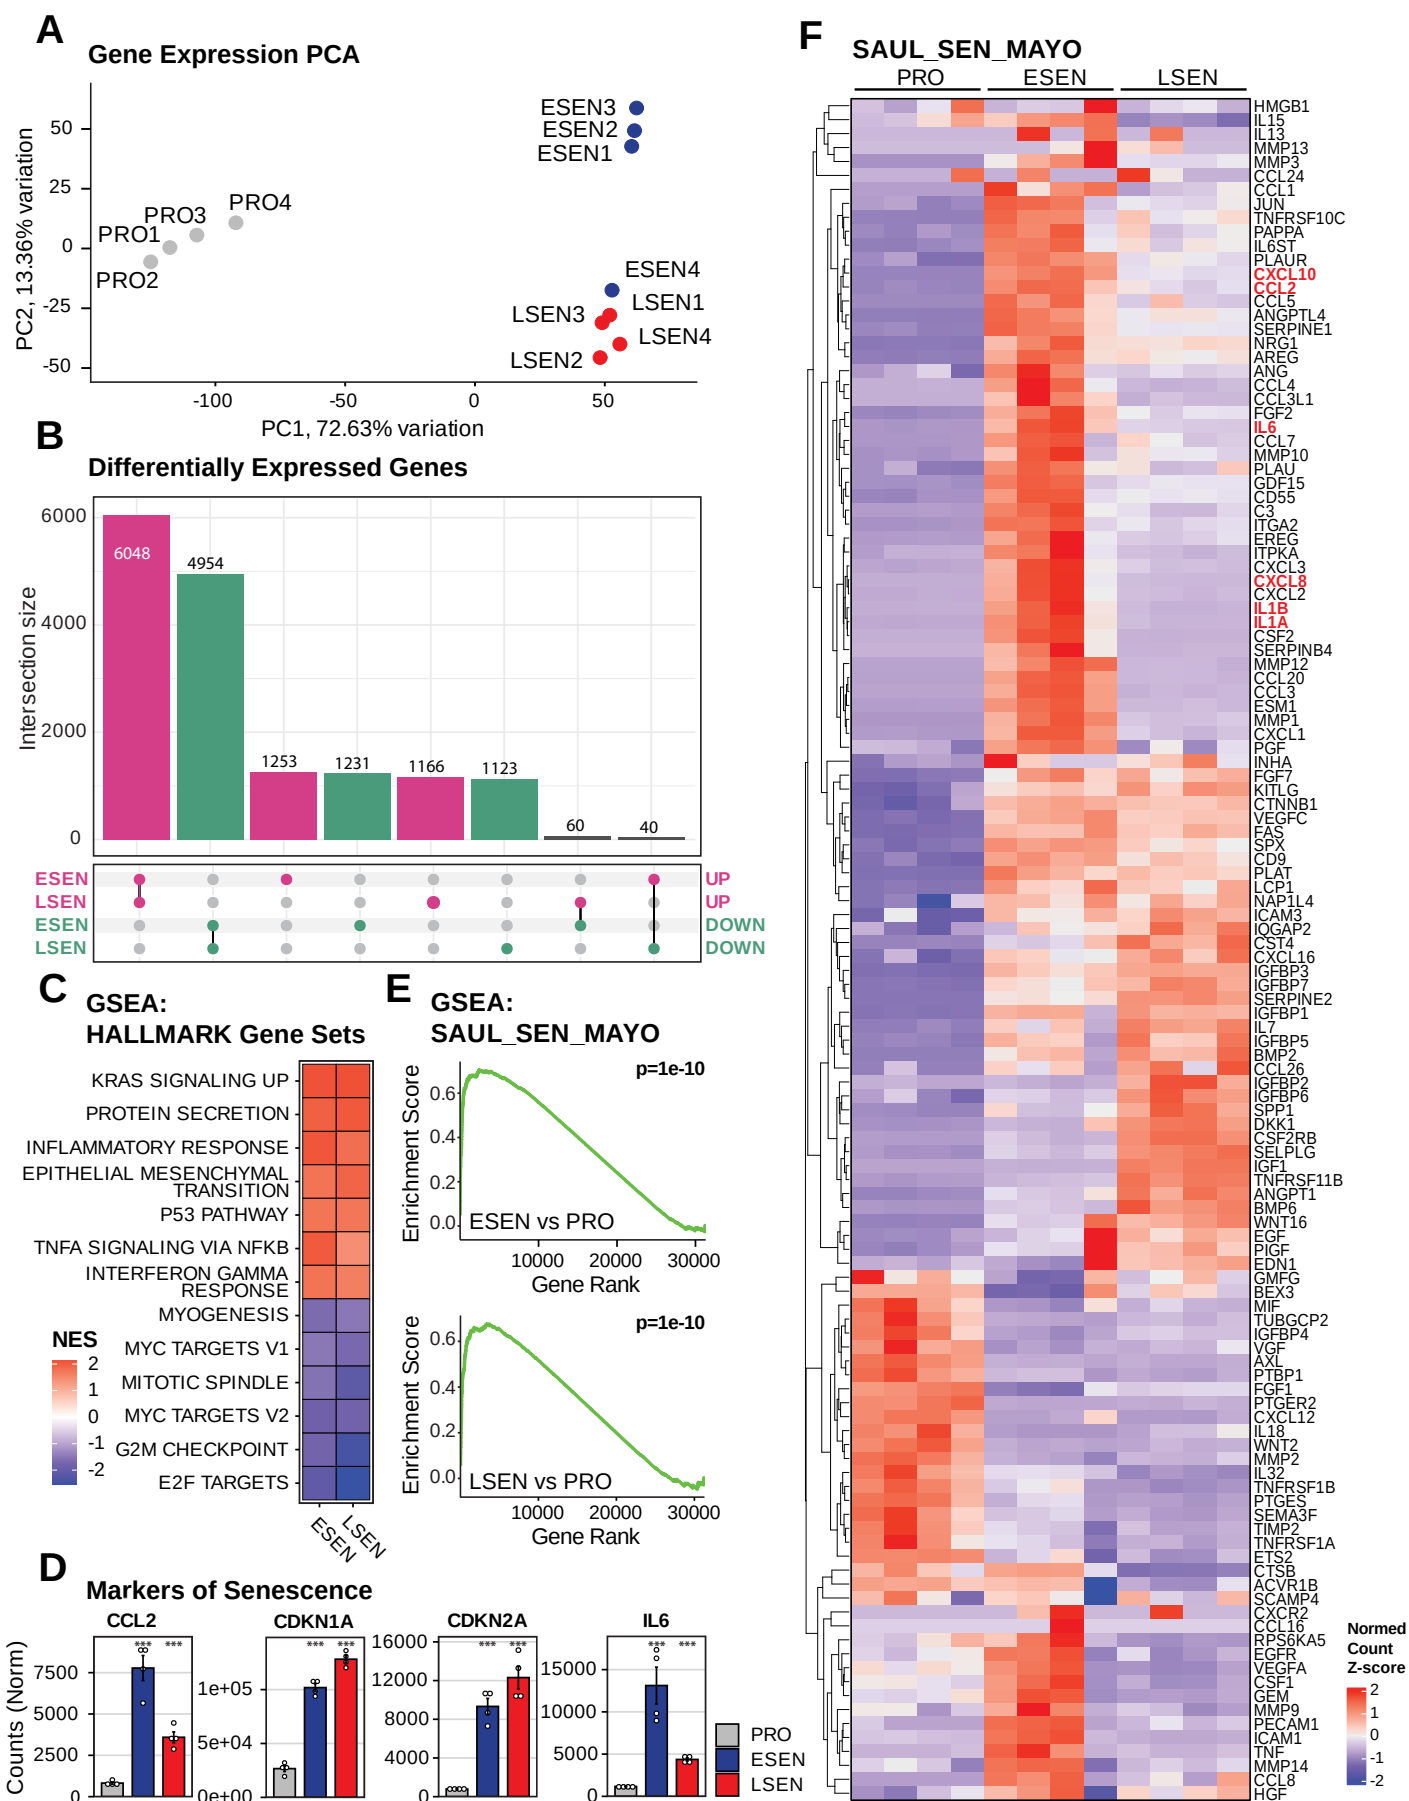 A
Gene Expression PCA
PC2, 13.36% variation
50
25
0
-25
-50
ESEN3
ESEN2
ESEN1
PRO4
PRO3
PRO1
PRO2
ESEN4
LSEN1
LSEN3
LSEN4
LSEN2
-100
-50
0
50
PC1, 72.63% variation
B
Differentially Expressed Genes
Intersection size
6000
4000
2000
0
6048
4954
1253
1231
1166
1123
60
40
ESEN UP
LSEN UP
ESEN DOWN
LSEN DOWN
C
GSEA:
HALLMARK Gene Sets
KRAS SIGNALING UP
PROTEIN SECRETION
INFLAMMATORY RESPONSE
EPITHELIAL MESENCHYMAL
TRANSITION
P53 PATHWAY
TNFA SIGNALING VIA NFKB
INTERFERON GAMMA
RESPONSE
MYOGENESIS
MYC TARGETS V1
MITOTIC SPINDLE
MYC TARGETS V2
G2M CHECKPOINT
E2F TARGETS
NES
2
1
0
-1
-2
ESEN
LSEN
E
GSEA:
SAUL_SEN_MAYO
Enrichment Score
0.6
0.4
0.2
0.0
p=1e-10
ESEN vs PRO
10000
20000
30000
Gene Rank
Enrichment Score
0.6
0.4
0.2
0.0
p=1e-10
LSEN vs PRO
10000
20000
30000
Gene Rank
D
Markers of Senescence
Counts (Norm)
CCL2
7500
5000
2500
0
***
***
CDKN1A
1e+05
5e+04
0e+00
***
***
CDKN2A
16000
12000
8000
4000
0
***
***
IL6
15000
10000
5000
0
***
***
PRO
ESEN
LSEN
F
SAUL_SEN_MAYO
PRO
ESEN
LSEN
HMGB1
IL15
IL13
MMP13
MMP3
CCL24
CCL1
JUN
TNFRSF10C
PAPPA
IL6ST
PLAUR
CXCL10
CCL2
CCL5
ANGPTL4
SERPINE1
NRG1
AREG
ANG
CCL4
CCL3L1
FGF2
IL6
CCL7
MMP10
PLAU
GDF15
CD55
C3
ITGA2
EREG
ITPKA
CXCL3
CXCL8
CXCL2
IL1B
IL1A
CSF2
SERPINB4
MMP12
CCL20
CCL3
ESM1
MMP1
CXCL1
PGF
INHA
FGF7
KITLG
CTNNB1
VEGFC
FAS
SPX
CD9
PLAT
LCP1
NAP1L4
ICAM3
IQGAP2
CST4
CXCL16
IGFBP3
IGFBP7
SERPINE2
IGFBP1
IL7
IGFBP5
BMP2
CCL26
IGFBP2
IGFBP6
SPP1
DKK1
CSF2RB
SELPLG
IGF1
TNFRSF11B
ANGPT1
BMP6
WNT16
EGF
PIGF
EDN1
GMFG
BEX3
MIF
TUBGCP2
IGFBP4
VGF
AXL
PTBP1
FGF1
PTGER2
CXCL12
IL18
WNT2
MMP2
IL32
TNFRSF1B
PTGES
SEMA3F
TIMP2
TNFRSF1A
ETS2
CTSB
ACVR1B
SCAMP4
CXCR2
CCL16
RPS6KA5
EGFR
VEGFA
CSF1
GEM
MMP9
PECAM1
ICAM1
TNF
MMP14
CCL8
HGF
Normed
Count
Z-score
2
1
0
-1
-2